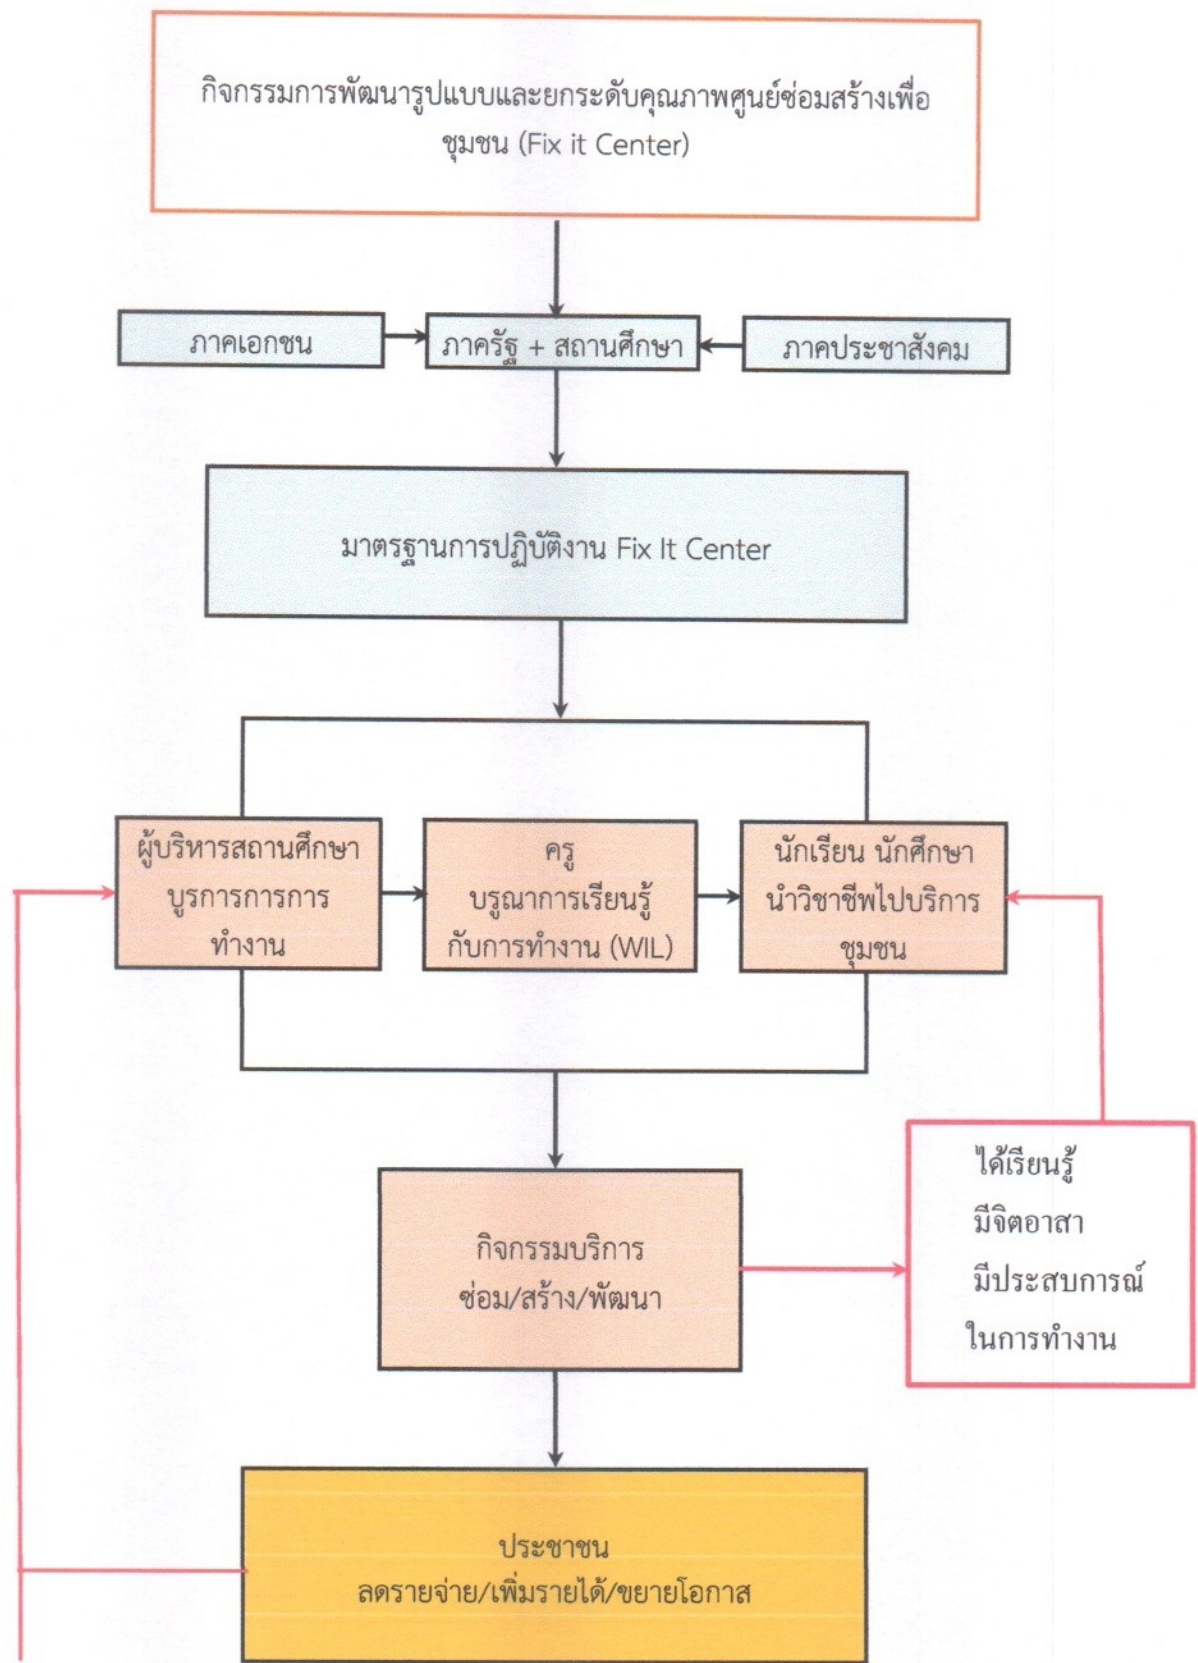 กิจกรรมการพัฒนารูปแบบและยกระดับคุณภาพศูนย์ซ่อมสร้างเพื่อ
ชุมชน (Fix it Center)
ภาคเอกชน
ภาครัฐ + สถานศึกษา
ภาคประชาสังคม
มาตรฐานการปฏิบัติงาน Fix It Center
ผู้บริหารสถานศึกษา
บูรการการการ
ทำงาน
ครู
บรูณาการเรียนรู้
กับการทำงาน (WIL)
นักเรียน นักศึกษา
นำวิชาชีพไปบริการ
ชุมชน
กิจกรรมบริการ
ซ่อม/สร้าง/พัฒนา
ได้เรียนรู้
มีจิตอาสา
มีประสบการณ์
ในการทำงาน
ประชาชน
ลดรายจ่าย/เพิ่มรายได้/ขยายโอกาส